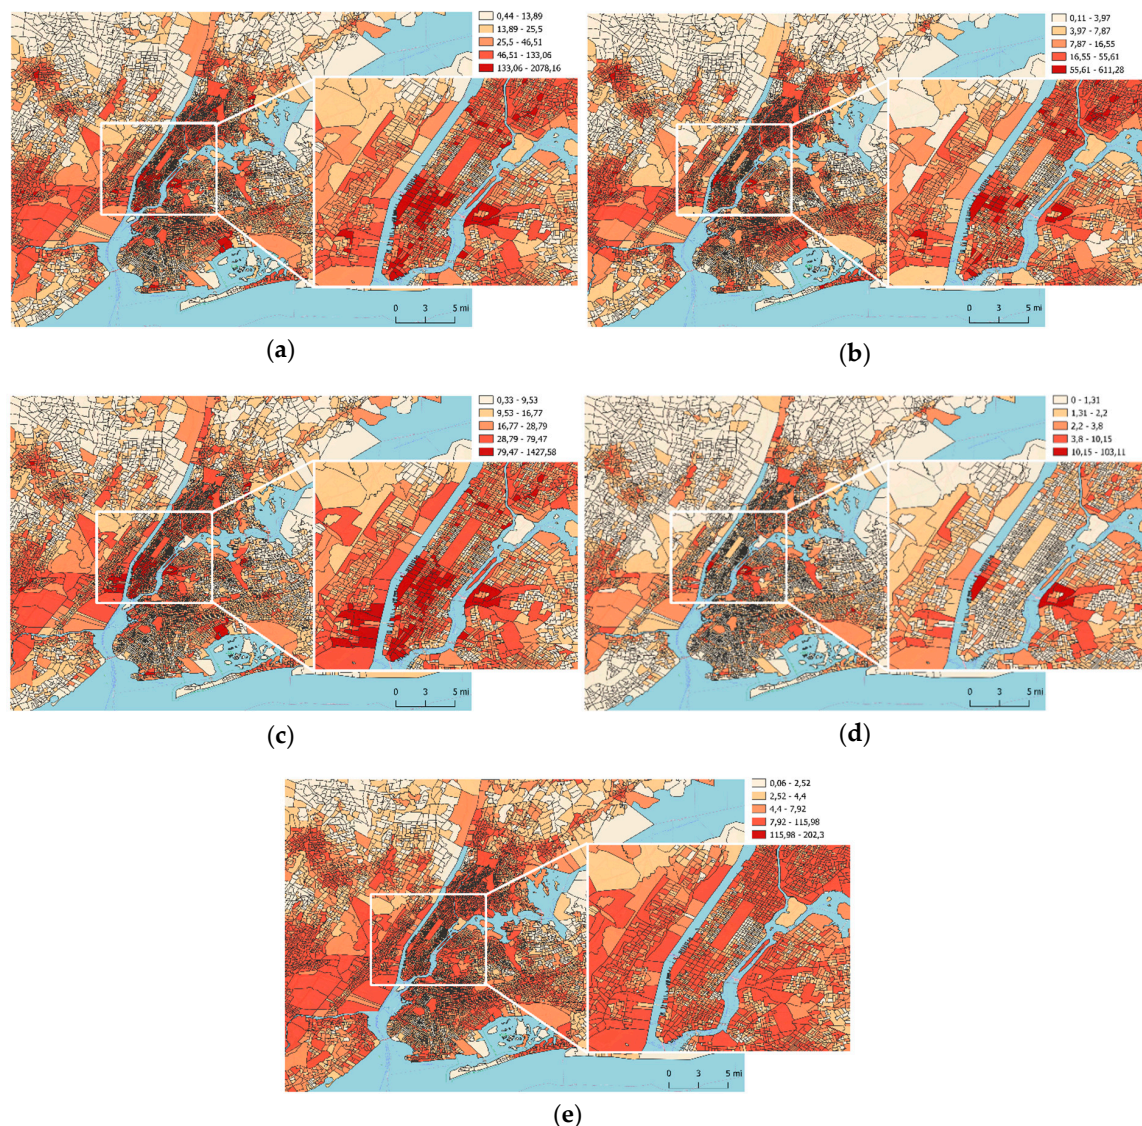 0,44 - 13,89
13,89 - 25,5
25,5 - 46,51
46,51 - 133,06
133,06 - 2078,16
0 3 5 mi
(a)
0,11 - 3,97
3,97 - 7,87
7,87 - 16,55
16,55 - 55,61
55,61 - 611,28
0 3 5 mi
(b)
0,33 - 9,53
9,53 - 16,77
16,77 - 28,79
28,79 - 79,47
79,47 - 1427,58
0 3 5 mi
(c)
0 - 1,31
1,31 - 2,2
2,2 - 3,8
3,8 - 10,15
10,15 - 103,11
0 3 5 mi
(d)
0,06 - 2,52
2,52 - 4,4
4,4 - 7,92
7,92 - 115,98
115,98 - 202,3
0 3 5 mi
(e)